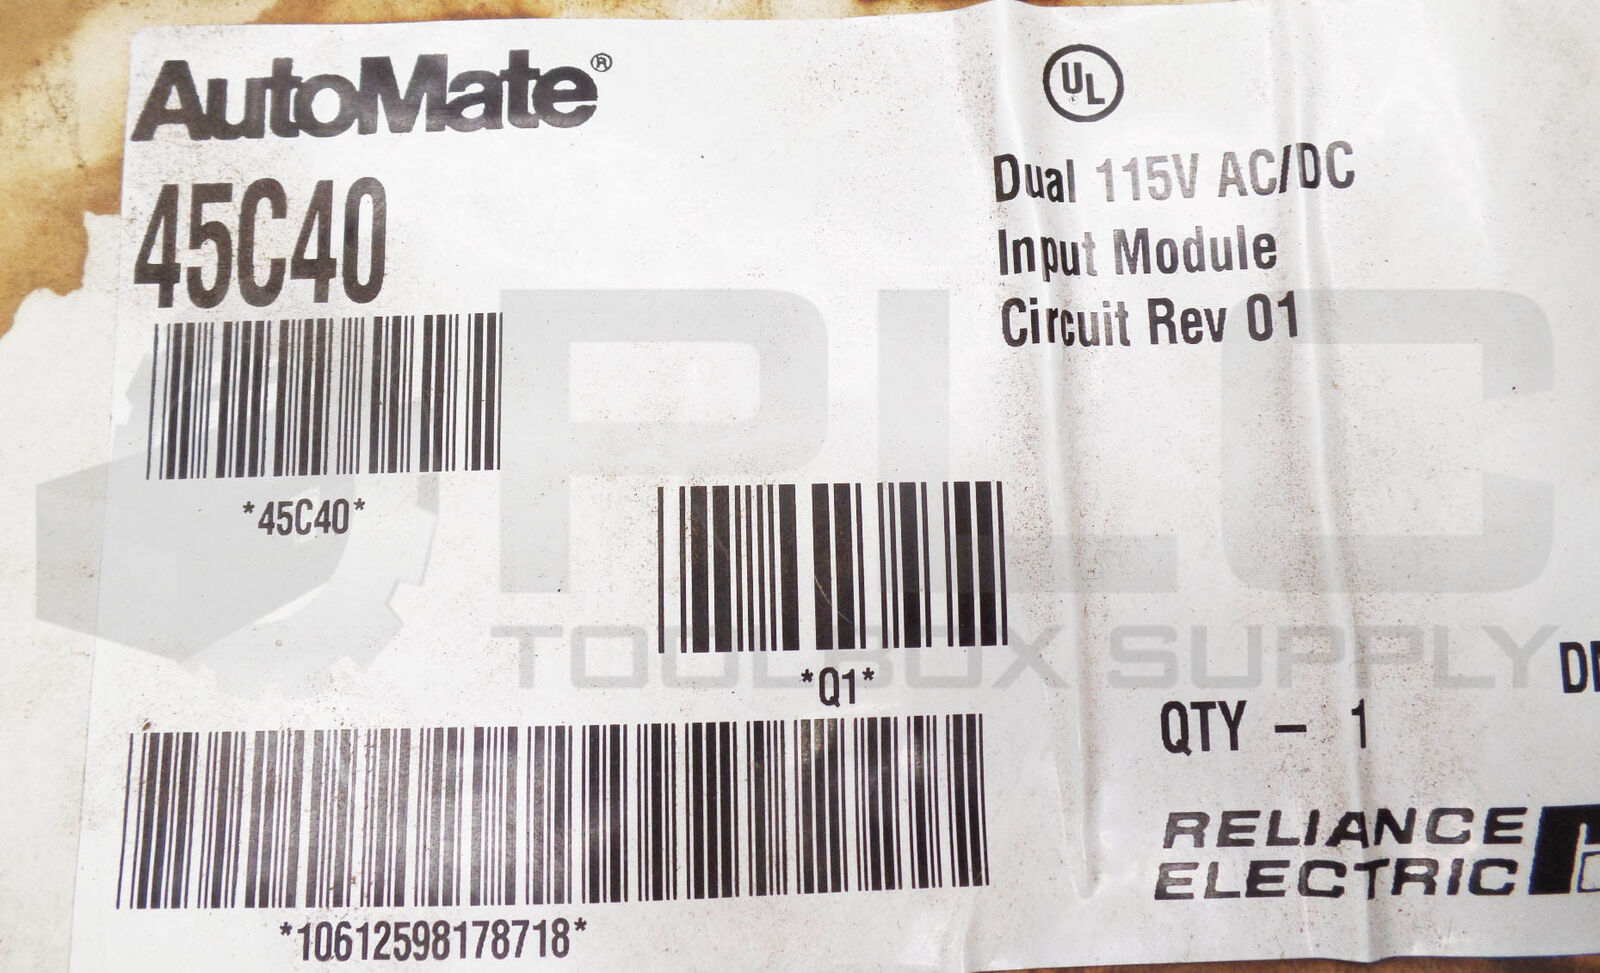 AutoMate®
45C40
*45C40*
UL
Dual 115V AC/DC
Input Module
Circuit Rev 01
*Q1*
QTY - 1
*10612598178718*
RELIANCE
ELECTRIC
PLC
TOOLBOX SUPPLY